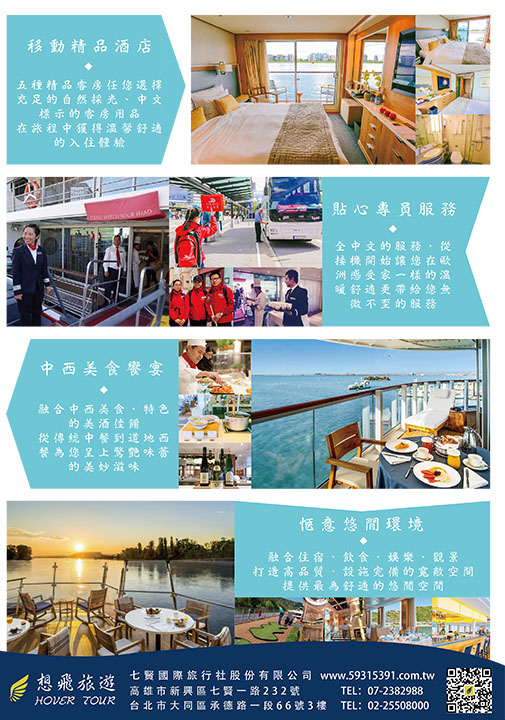 移動精品酒店
五種精品客房任您選擇
充足的自然採光、中文
標示的客房用品
在旅程中獲得溫馨舒適
的入住體驗
貼心專員服務
全中文的服務，從
接機開始讓您在歐
洲感受家一樣的溫
暖舒適更帶給您無
微不至的服務
中西美食饗宴
融合中西美食、特色
的美酒佳餚
從傳統中餐到道地西
餐為您呈上驚艷味蕾
的美妙滋味
愜意悠閒環境
融合住宿、飲食、娛樂、觀景
打造高品質、設施完備的寬敞空間
提供最為舒適的悠閒空間
想飛旅遊
HOVER TOUR
七賢國際旅行社股份有限公司 www.59315391.com.tw
高雄市新興區七賢一路232號 TEL: 07-2382988
台北市大同區承德路一段66號3樓 TEL: 02-25508000